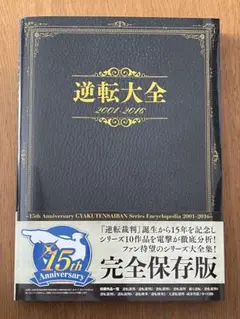 逆転大全
2001-2016
~15th Anniversary GYAKUTENSAIBAN Series Encyclopedia 2001-2016~
『逆転裁判』誕生から15年を記念し
シリーズ10作品を電撃が徹底分析!
ファン待望のシリーズ大全集!
15th
Anniversary
完全保存版